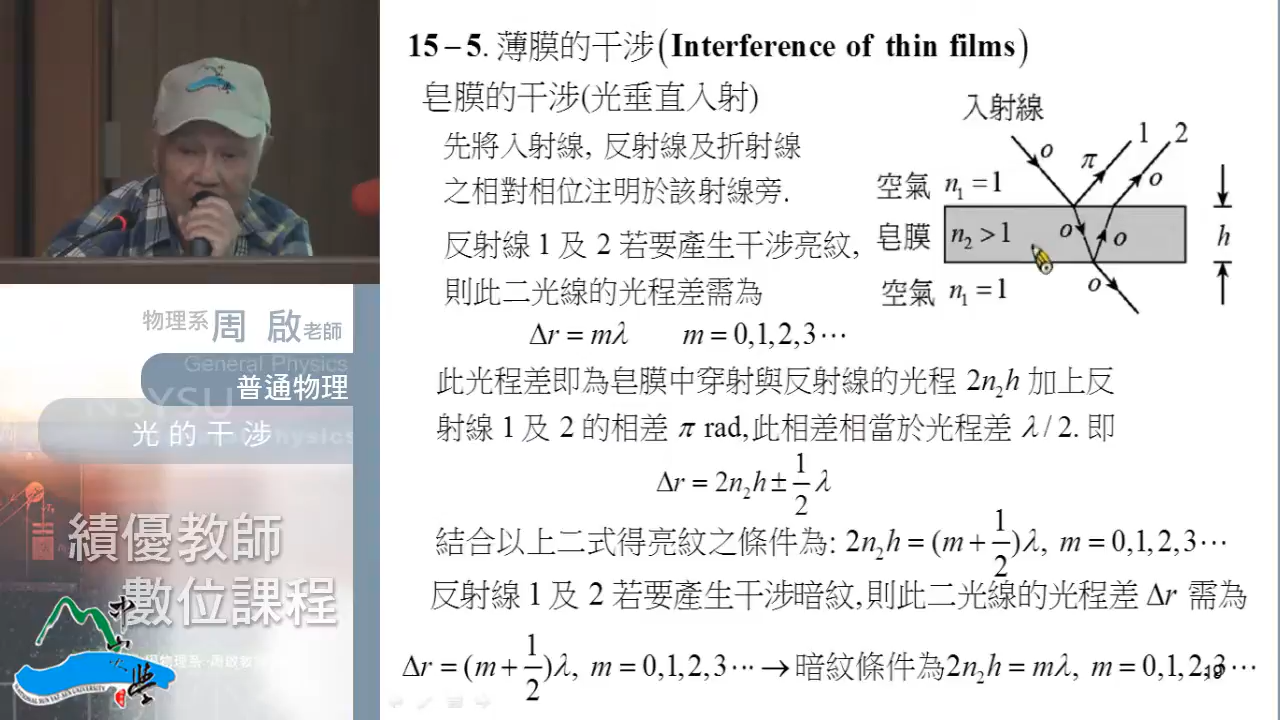 15－5. 薄膜的干涉(Interference of thin films)
皂膜的干涉(光垂直入射)
先將入射線, 反射線及折射線
之相對相位注明於該射線旁.
反射線 1 及 2 若要產生干涉亮紋,
則此二光線的光程差需為
Δr = mλ m = 0,1,2,3⋯
入射線
o π 1 2
o
空氣 n₁ = 1
皂膜 n₂ > 1 o o h
空氣 n₁ = 1 o
此光程差即為皂膜中穿射與反射線的光程 2n₂h 加上反
射線 1 及 2 的相差 π rad,此相差相當於光程差 λ / 2. 即
Δr = 2n₂h ± 1/2 λ
結合以上二式得亮紋之條件為: 2n₂h = (m + 1/2)λ, m = 0,1,2,3⋯
反射線 1 及 2 若要產生干涉暗紋,則此二光線的光程差 Δr 需為
Δr = (m + 1/2)λ, m = 0,1,2,3⋯ → 暗紋條件為2n₂h = mλ, m = 0,1,2,3⋯
物理系 周 啟 老師
General Physics
普通物理
NSYSU
光 的 干 涉
績優教師
數位課程